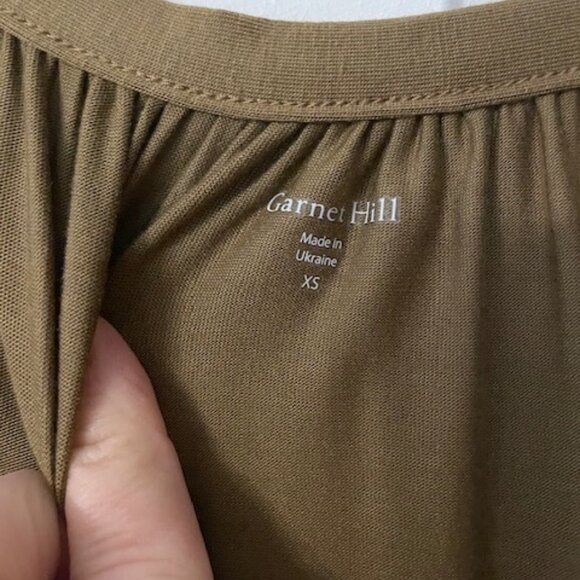 Garnet Hill
Made in
Ukraine
XS